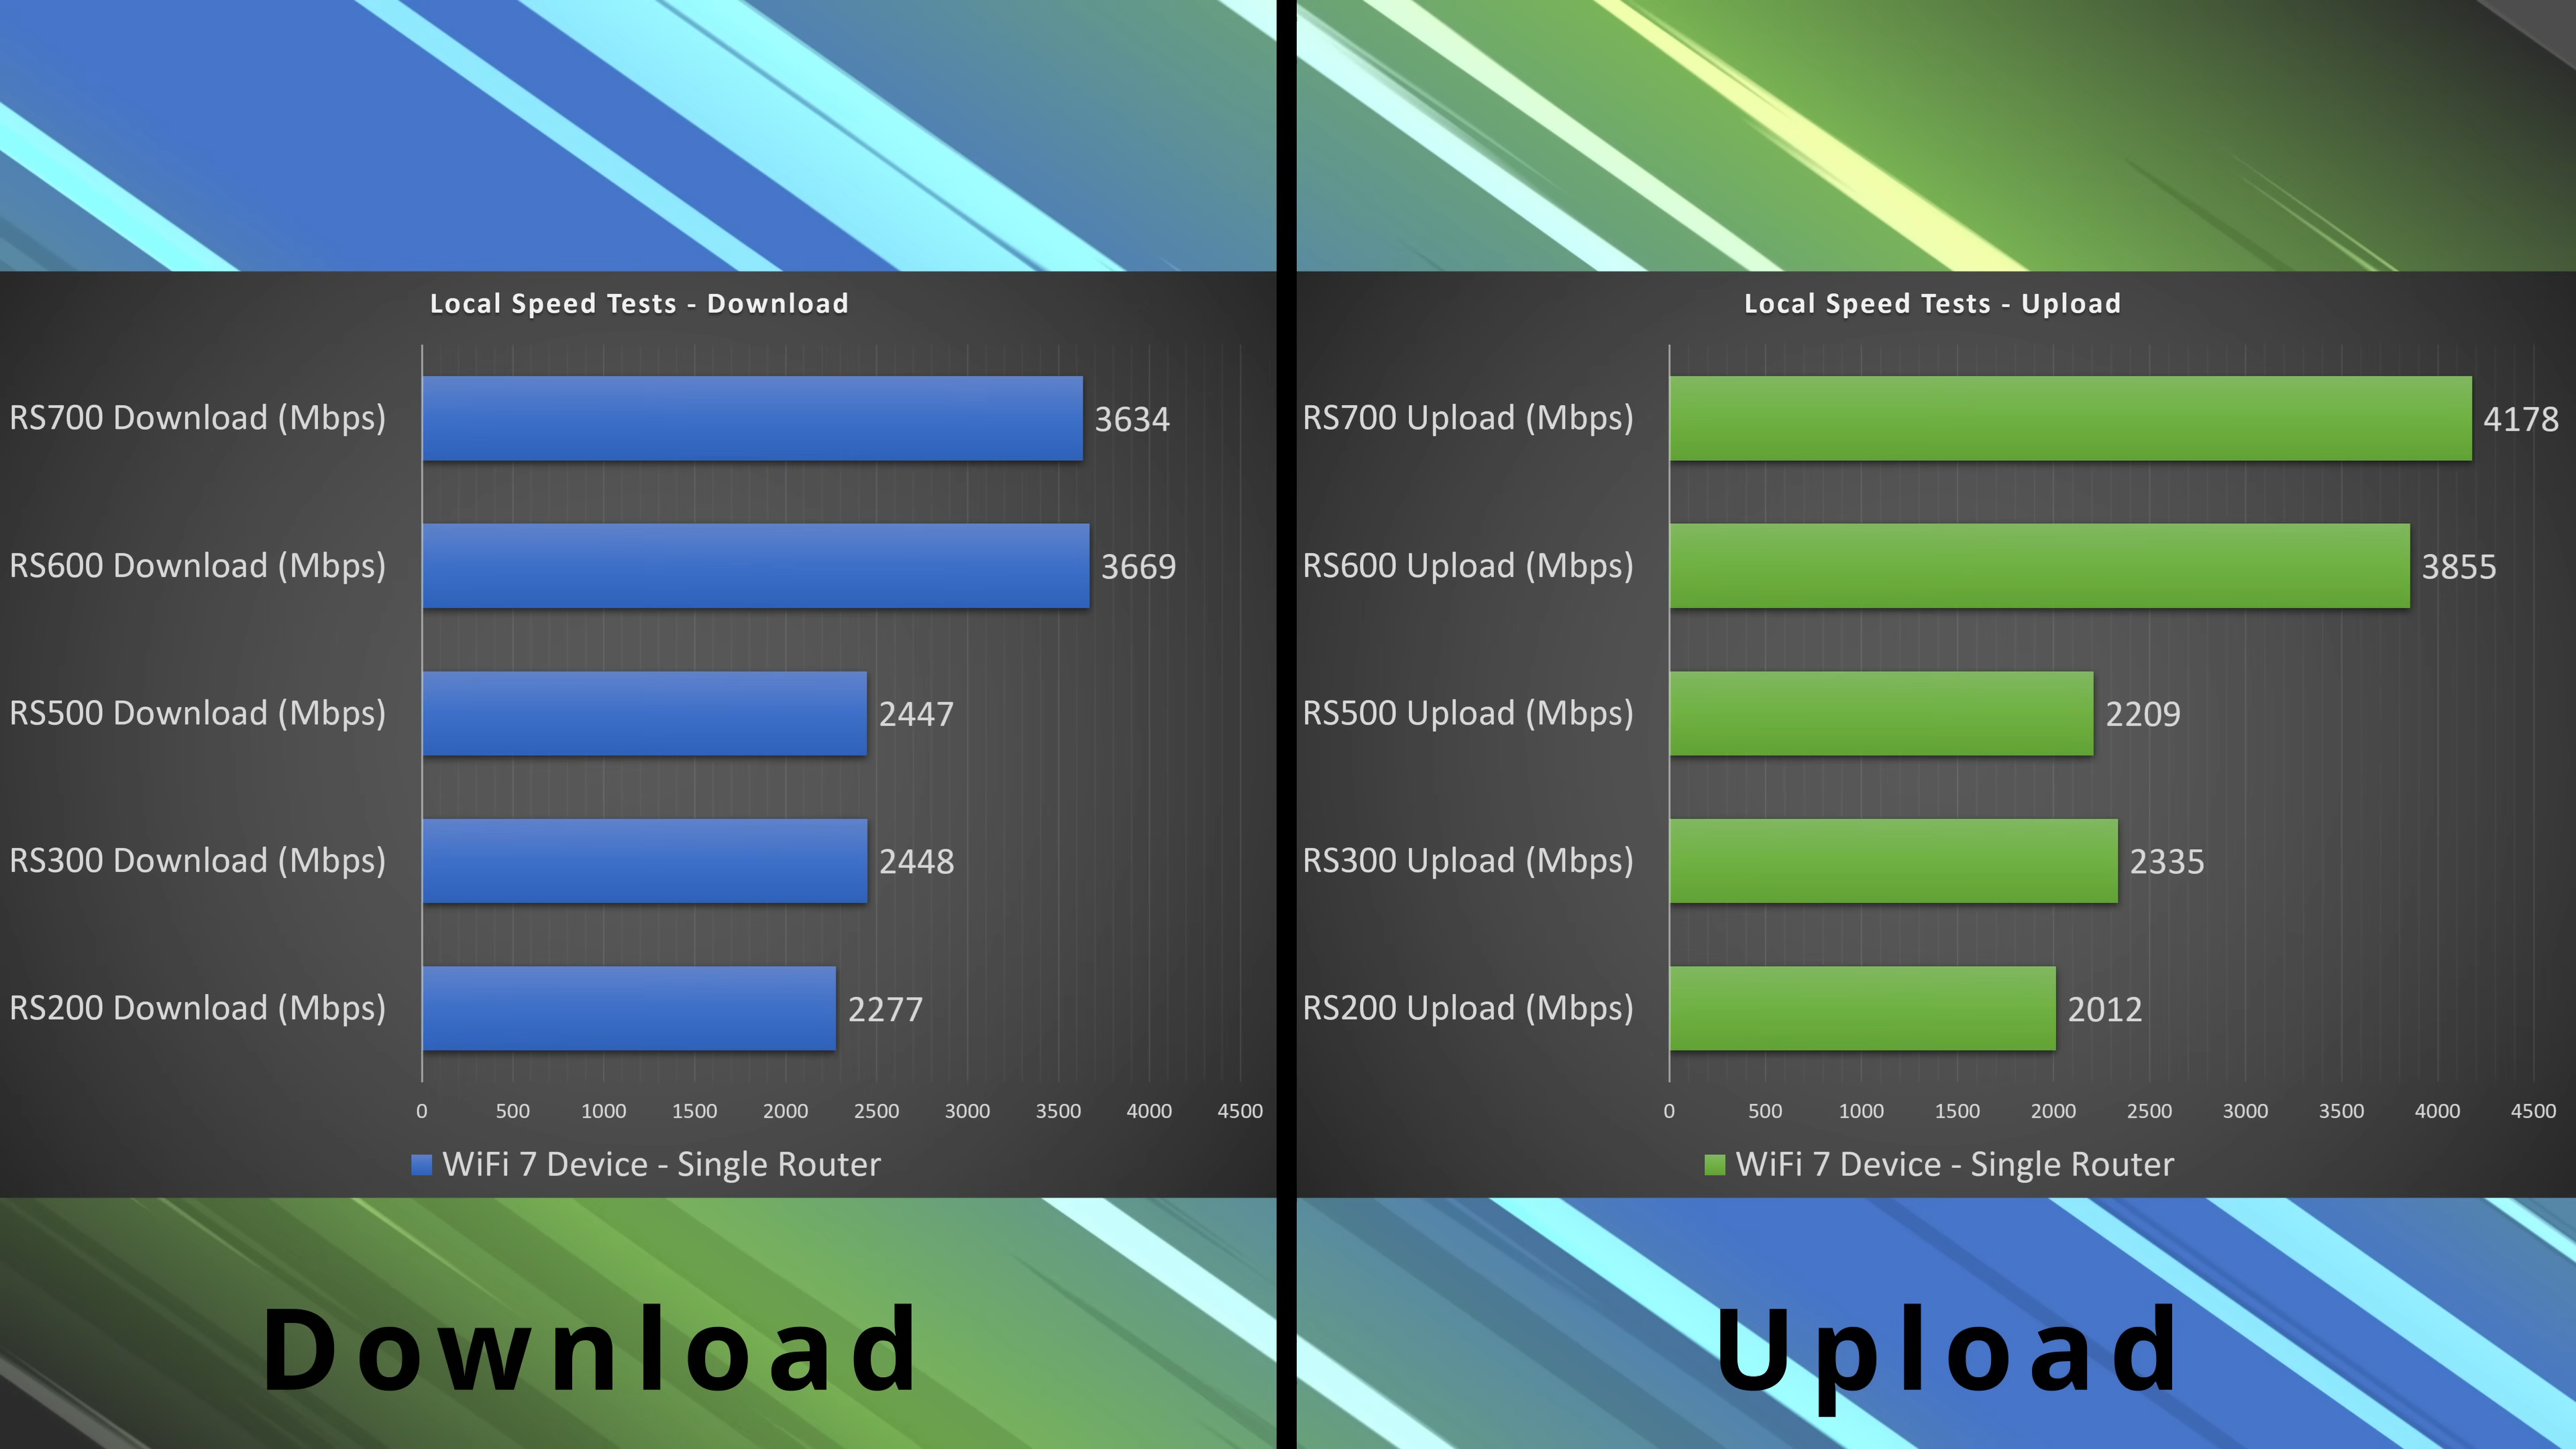 Local Speed Tests - Download
RS700 Download (Mbps)
3634
RS600 Download (Mbps)
3669
RS500 Download (Mbps)
2447
RS300 Download (Mbps)
2448
RS200 Download (Mbps)
2277
0 500 1000 1500 2000 2500 3000 3500 4000 4500
WiFi 7 Device - Single Router
Download
Local Speed Tests - Upload
RS700 Upload (Mbps)
4178
RS600 Upload (Mbps)
3855
RS500 Upload (Mbps)
2209
RS300 Upload (Mbps)
2335
RS200 Upload (Mbps)
2012
0 500 1000 1500 2000 2500 3000 3500 4000 4500
WiFi 7 Device - Single Router
Upload